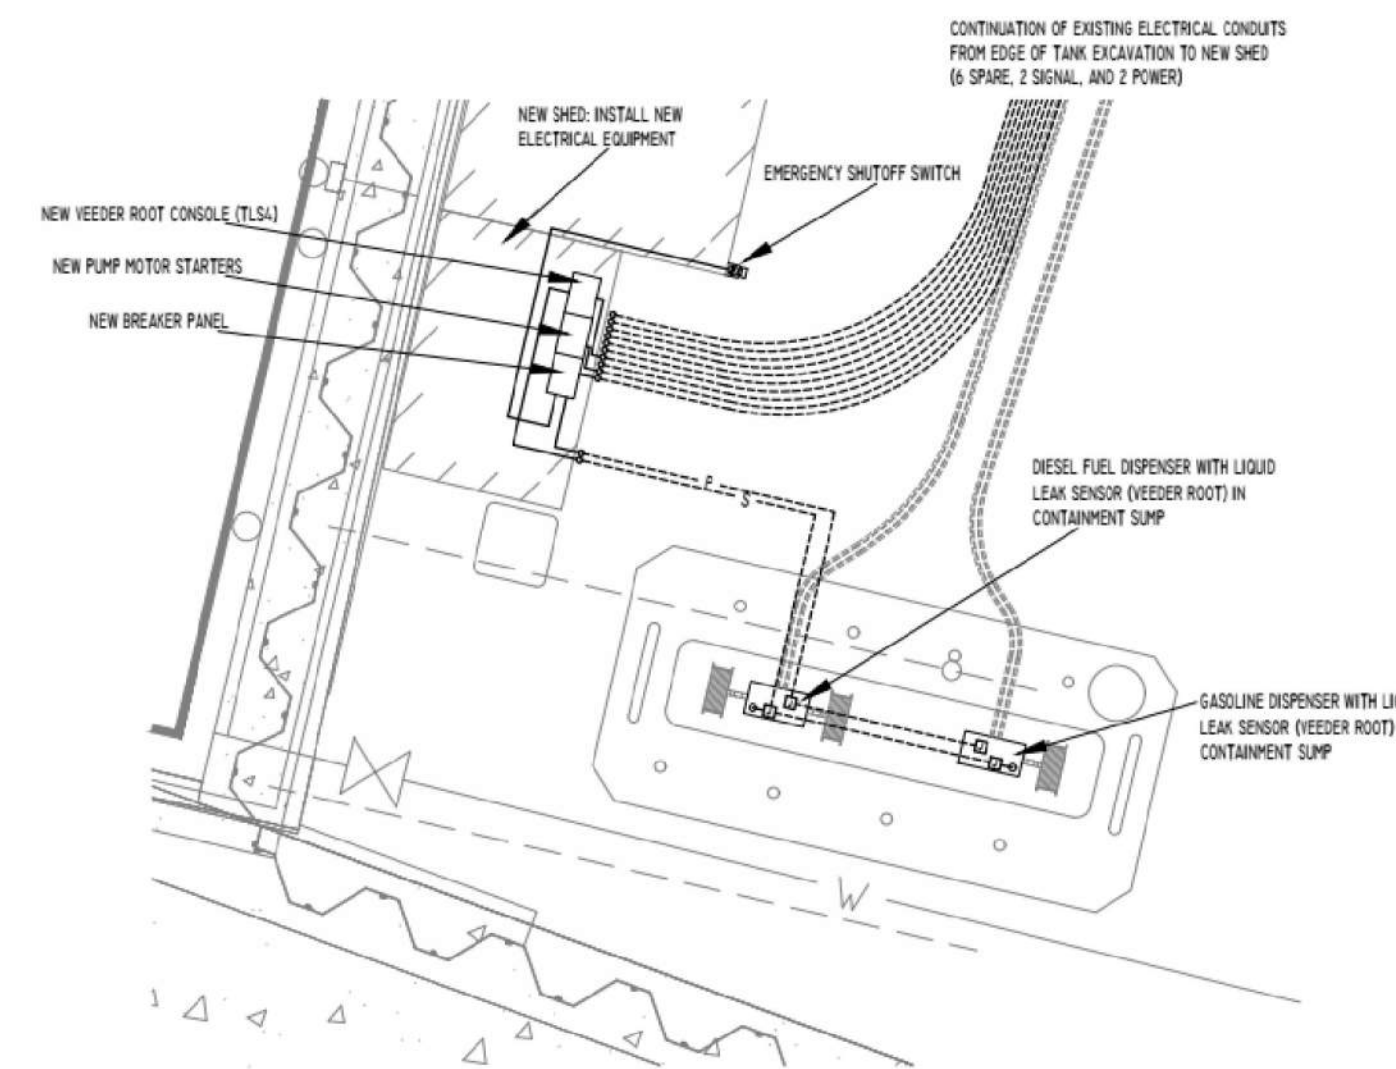 CONTINUATION OF EXISTING ELECTRICAL CONDUITS
FROM EDGE OF TANK EXCAVATION TO NEW SHED
(6 SPARE, 2 SIGNAL, AND 2 POWER)
NEW SHED: INSTALL NEW
ELECTRICAL EQUIPMENT
EMERGENCY SHUTOFF SWITCH
NEW VEEDER ROOT CONSOLE (TLS4)
NEW PUMP MOTOR STARTERS
NEW BREAKER PANEL
DIESEL FUEL DISPENSER WITH LIQUID
LEAK SENSOR (VEEDER ROOT) IN
CONTAINMENT SUMP
P
S
GASOLINE DISPENSER WITH LI
LEAK SENSOR (VEEDER ROOT)
CONTAINMENT SUMP
W